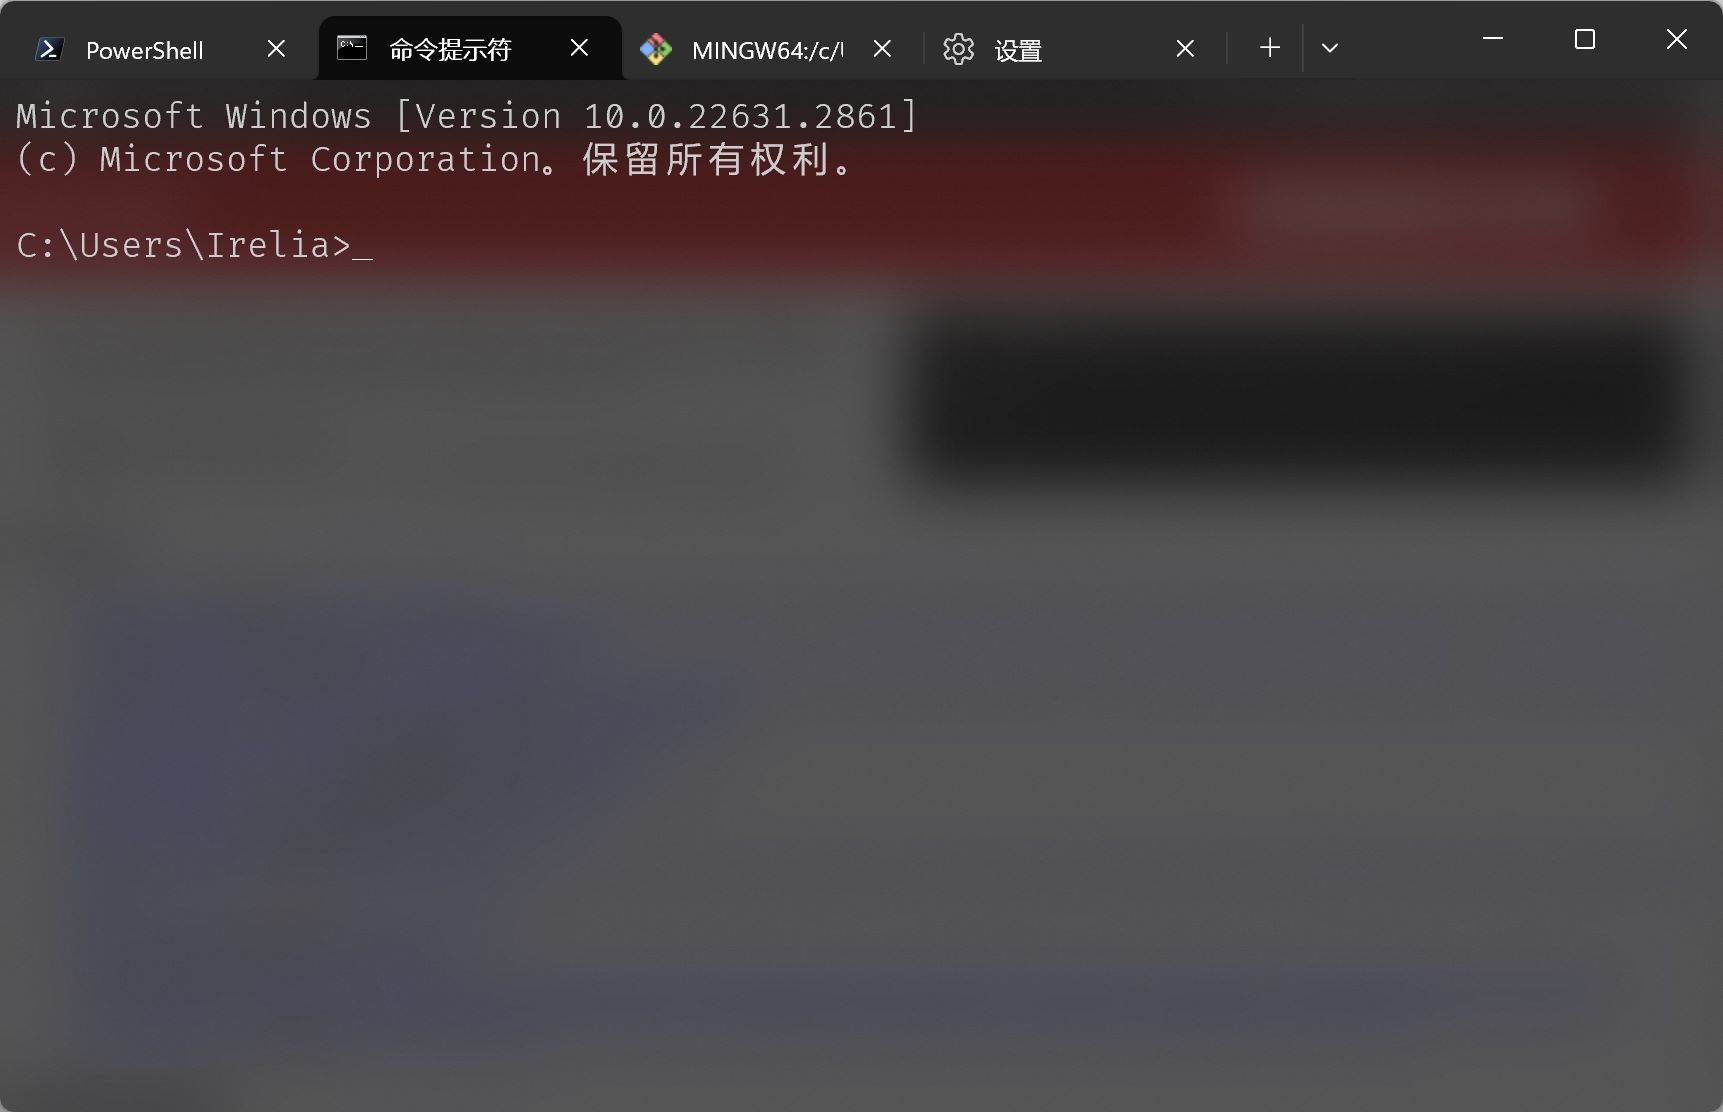 PowerShell
命令提示符
MINGW64:/c/
设置
Microsoft Windows [Version 10.0.22631.2861]
(c) Microsoft Corporation。保留所有权利。
C:\Users\Irelia>_